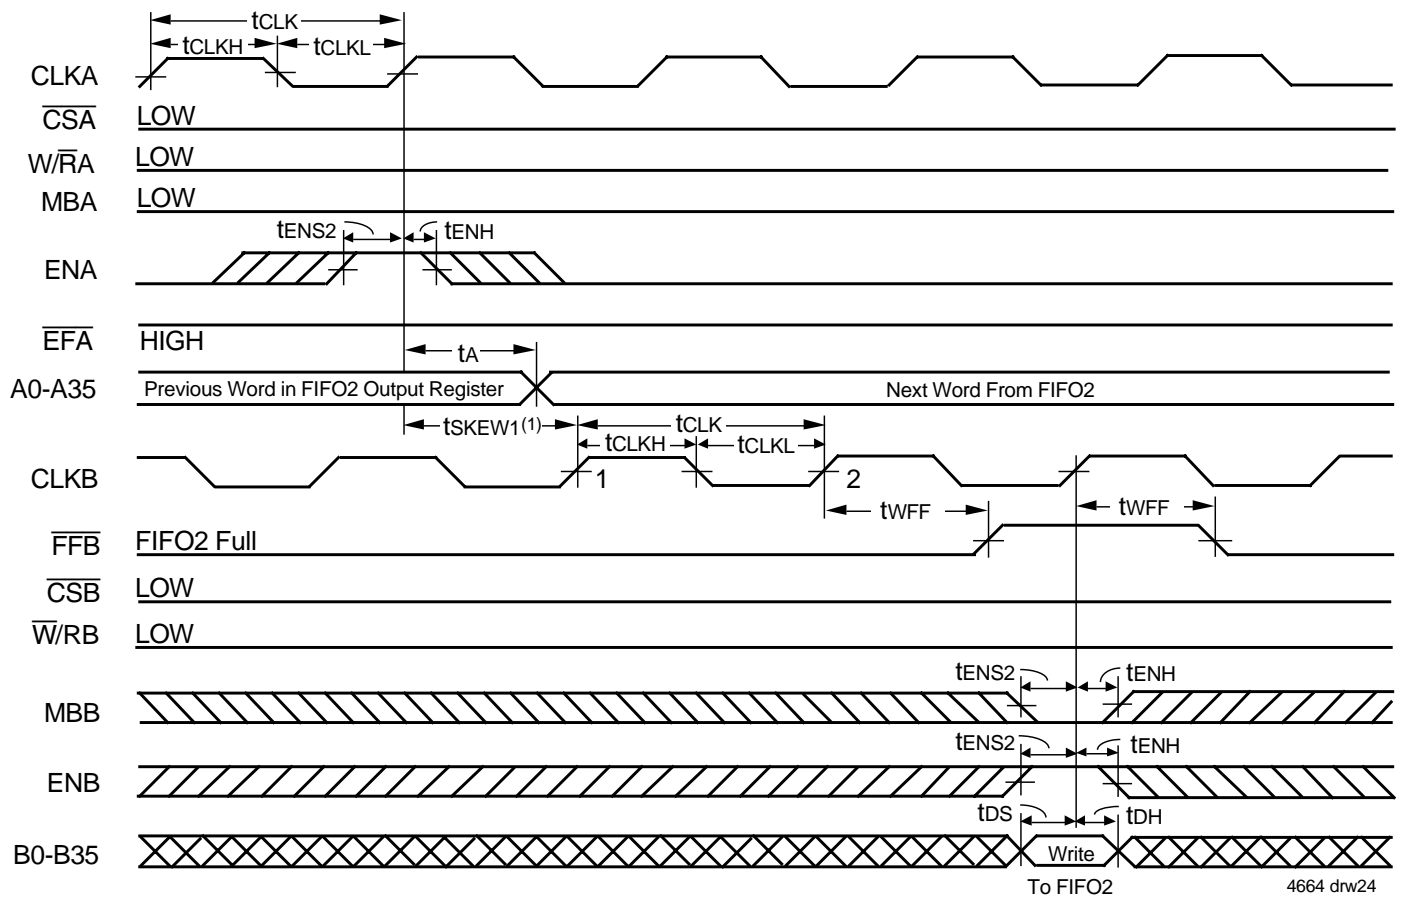 tCLK
tCLKH tCLKL
CLKA
CSA LOW
W/RA LOW
MBA LOW
tENS2 tENH
ENA
EFA HIGH
tA
A0-A35 Previous Word in FIFO2 Output Register Next Word From FIFO2
tSKEW1(1) tCLK
tCLKH tCLKL
CLKB 1 2
tWFF tWFF
FFB FIFO2 Full
CSB LOW
W/RB LOW
tENS2 tENH
MBB
tENS2 tENH
ENB
tDS tDH
B0-B35 Write
To FIFO2 4664 drw24